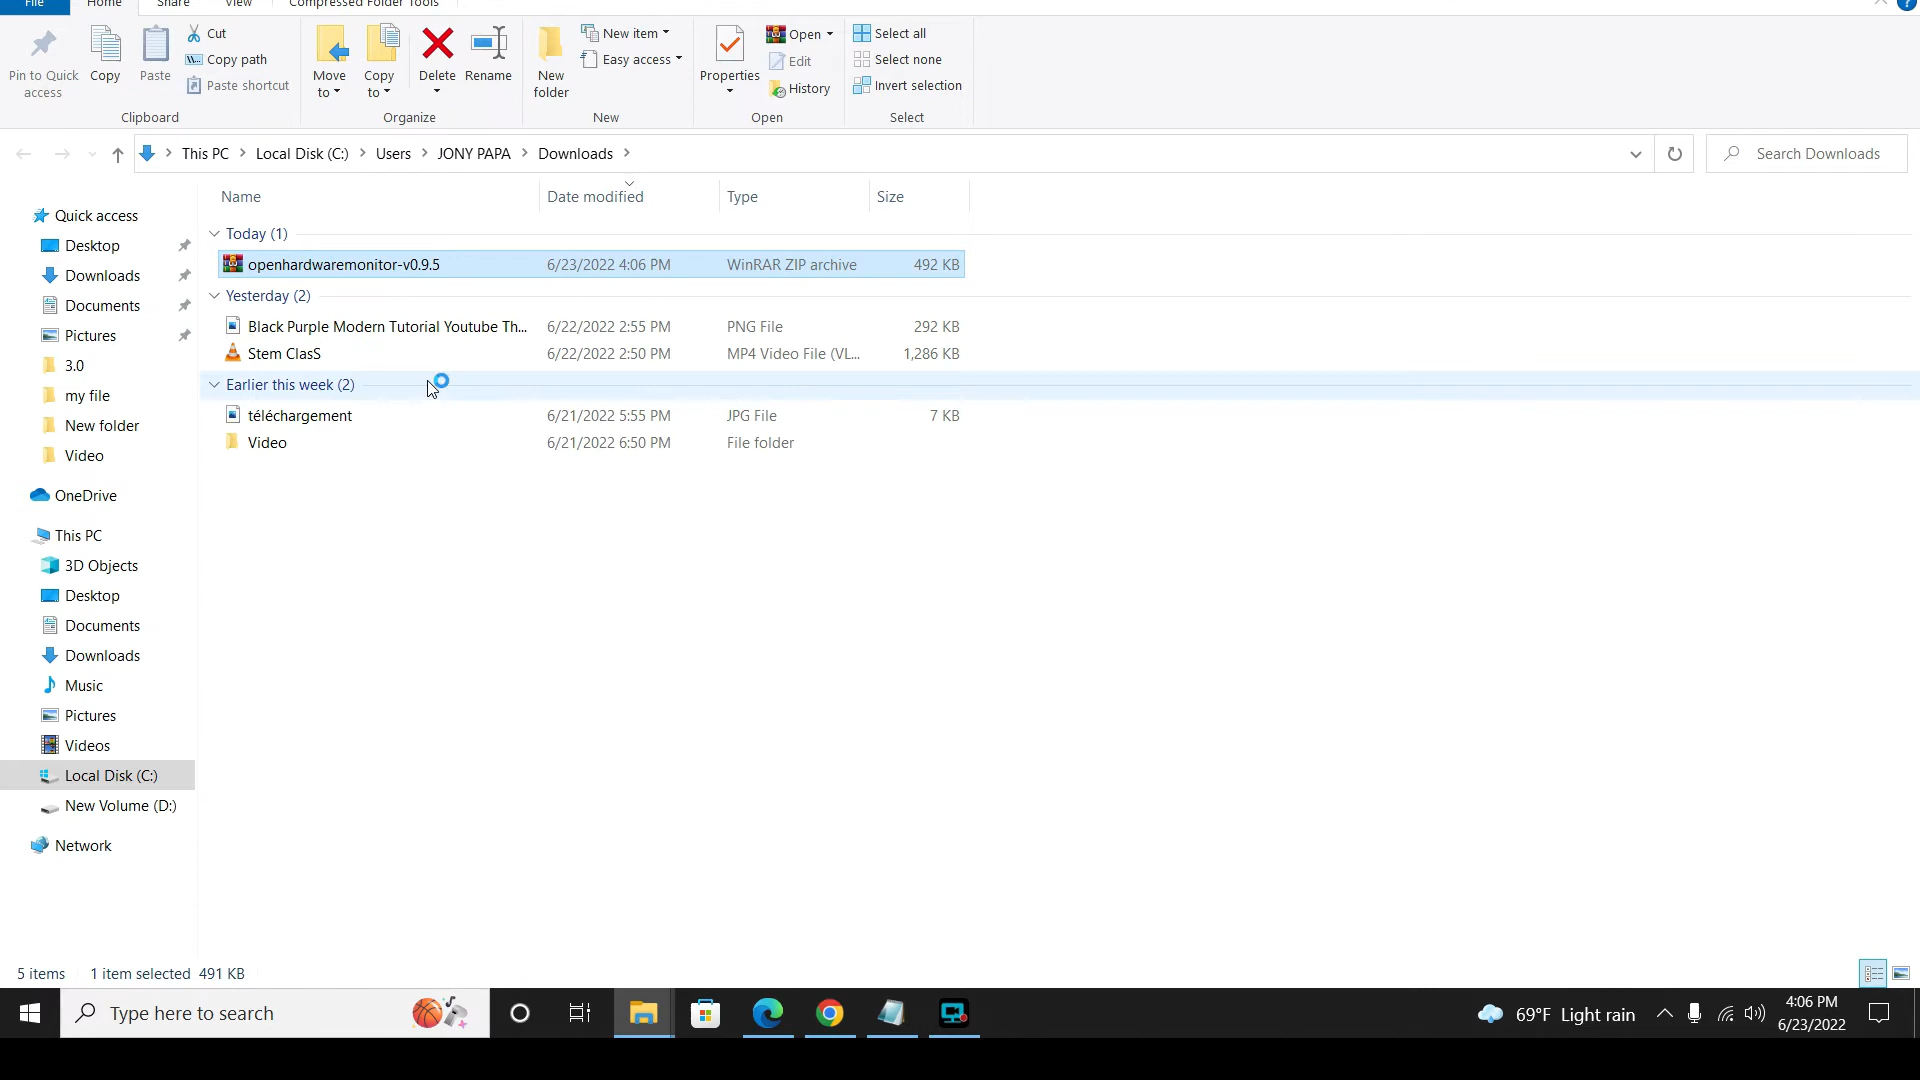 File Home Share View Compressed Folder Tools
Pin to Quick access
Copy
Paste
Cut
Copy path
Paste shortcut
Clipboard
Move to
Copy to
Delete
Rename
Organize
New folder
New item
Easy access
New
Properties
Open
Edit
History
Open
Select all
Select none
Invert selection
Select
This PC > Local Disk (C:) > Users > JONY PAPA > Downloads >
Search Downloads
Name Date modified Type Size
Today (1)
openhardwaremonitor-v0.9.5 6/23/2022 4:06 PM WinRAR ZIP archive 492 KB
Yesterday (2)
Black Purple Modern Tutorial Youtube Th... 6/22/2022 2:55 PM PNG File 292 KB
Stem ClasS 6/22/2022 2:50 PM MP4 Video File (VL... 1,286 KB
Earlier this week (2)
téléchargement 6/21/2022 5:55 PM JPG File 7 KB
Video 6/21/2022 6:50 PM File folder
Quick access
Desktop
Downloads
Documents
Pictures
3.0
my file
New folder
Video
OneDrive
This PC
3D Objects
Desktop
Documents
Downloads
Music
Pictures
Videos
Local Disk (C:)
New Volume (D:)
Network
5 items 1 item selected 491 KB
Type here to search
69°F Light rain
4:06 PM
6/23/2022